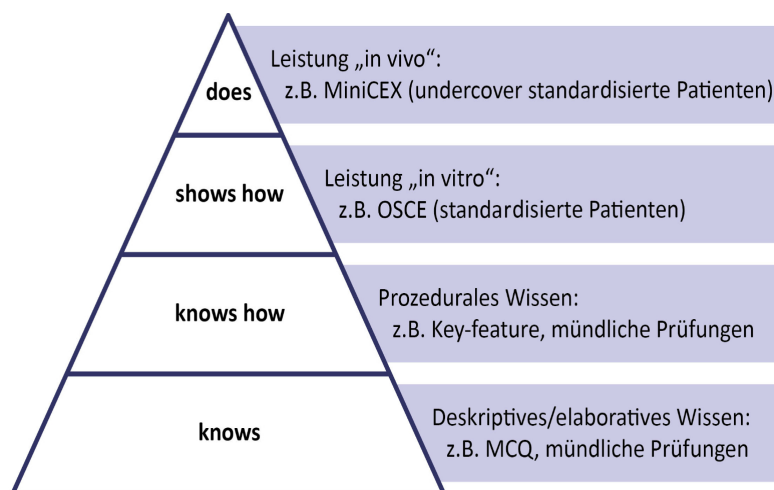 does
Leistung „in vivo“:
z.B. MiniCEX (undercover standardisierte Patienten)
shows how
Leistung „in vitro“:
z.B. OSCE (standardisierte Patienten)
knows how
Prozedurales Wissen:
z.B. Key-feature, mündliche Prüfungen
knows
Deskriptives/elaboratives Wissen:
z.B. MCQ, mündliche Prüfungen